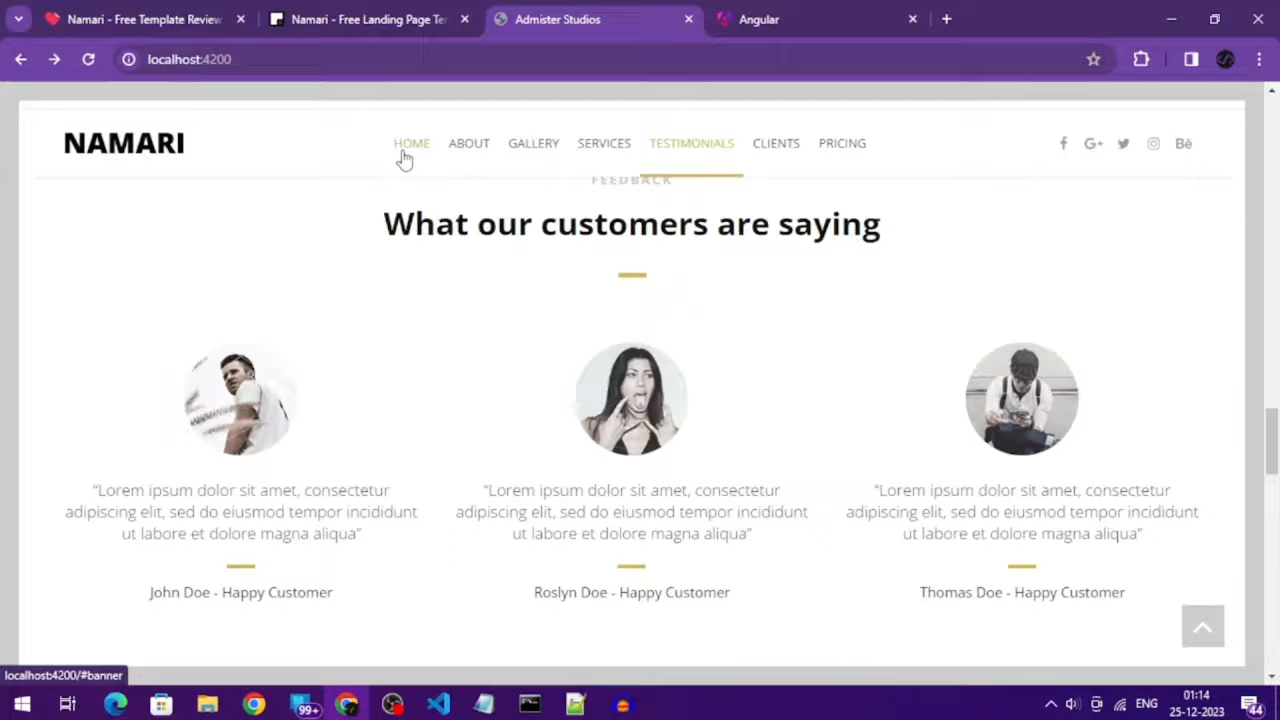 Namari - Free Template Review
Namari - Free Landing Page Te
Admister Studios
Angular
localhost:4200
NAMARI
HOME ABOUT GALLERY SERVICES TESTIMONIALS CLIENTS PRICING
G+ Bē
FEEDBACK
What our customers are saying
“Lorem ipsum dolor sit amet, consectetur
adipiscing elit, sed do eiusmod tempor incididunt
ut labore et dolore magna aliqua”
John Doe - Happy Customer
“Lorem ipsum dolor sit amet, consectetur
adipiscing elit, sed do eiusmod tempor incididunt
ut labore et dolore magna aliqua”
Roslyn Doe - Happy Customer
“Lorem ipsum dolor sit amet, consectetur
adipiscing elit, sed do eiusmod tempor incididunt
ut labore et dolore magna aliqua”
Thomas Doe - Happy Customer
localhost:4200/#banner
99+
ENG
01:14
25-12-2023
44